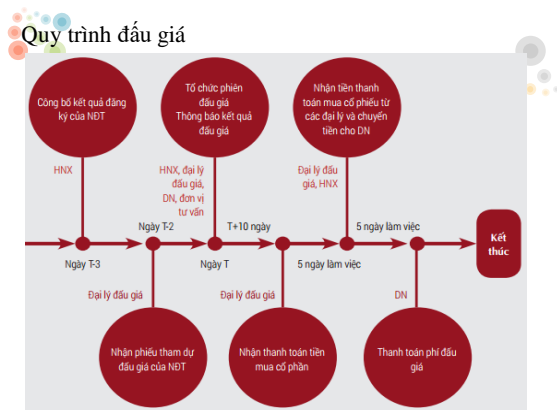 Quy trình đấu giá
Công bố kết quả đăng
ký của NĐT
Tổ chức phiên
đấu giá
Thông báo kết quả
đấu giá
Nhận tiền thanh
toán mua cổ phiếu từ
các đại lý và chuyển
tiền cho DN
HNX
HNX, đại lý
đấu giá,
DN, đơn vị
tư vấn
Đại lý đấu
giá, HNX
Ngày T-2
T+10 ngày
5 ngày làm việc
Kết
thúc
Ngày T-3
Ngày T
5 ngày làm việc
Đại lý đấu giá
Đại lý đấu giá
DN
Nhận phiếu tham dự
đấu giá của NĐT
Nhận thanh toán tiền
mua cổ phần
Thanh toán phí đấu
giá